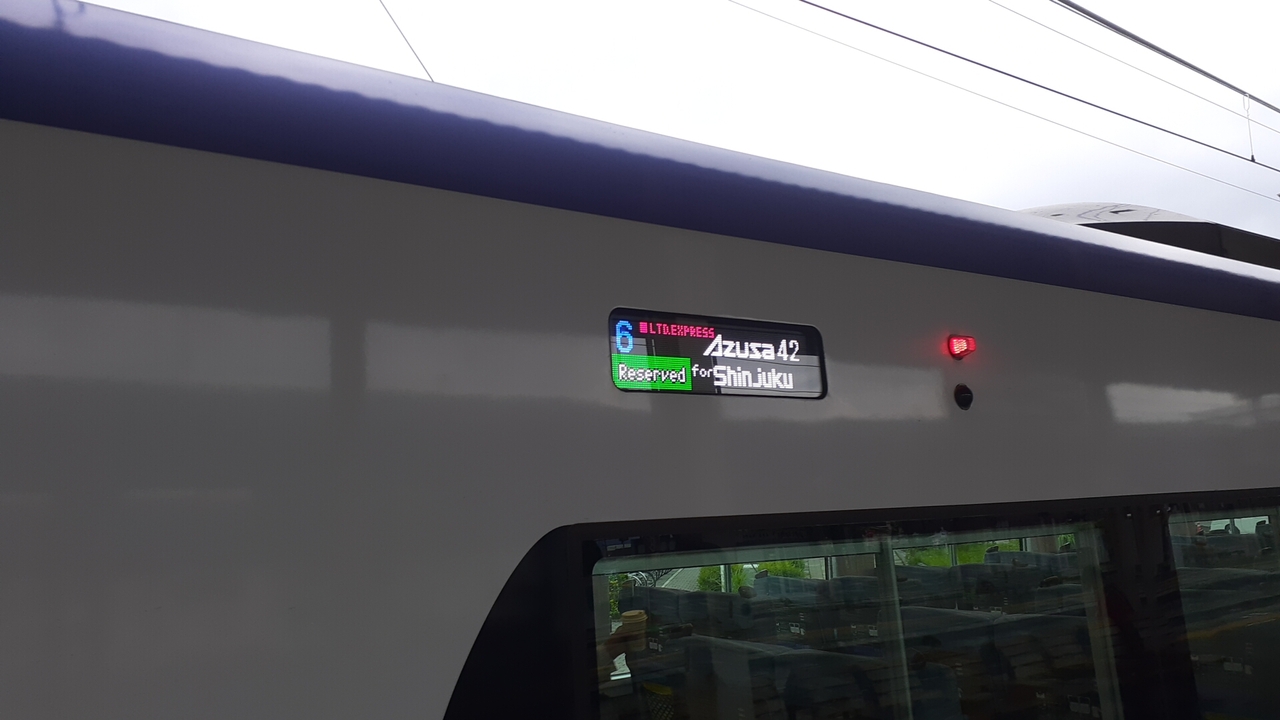 6 LTD.EXPRESS
Azusa 42
Reserved for Shinjuku